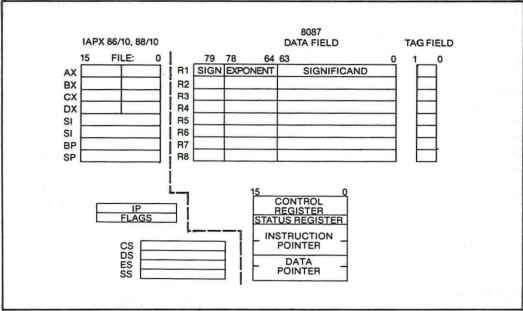 8087
IAPX 86/10, 88/10
DATA FIELD
TAG FIELD
15 FILE: 0
79 78 64 63 0
1 0
AX
BX
CX
DX
SI
SI
BP
SP
R1 SIGN EXPONENT SIGNIFICAND
R2
R3
R4
R5
R6
R7
R8
IP
FLAGS
CS
DS
ES
SS
15 0
CONTROL
REGISTER
STATUS REGISTER
INSTRUCTION
POINTER
DATA
POINTER